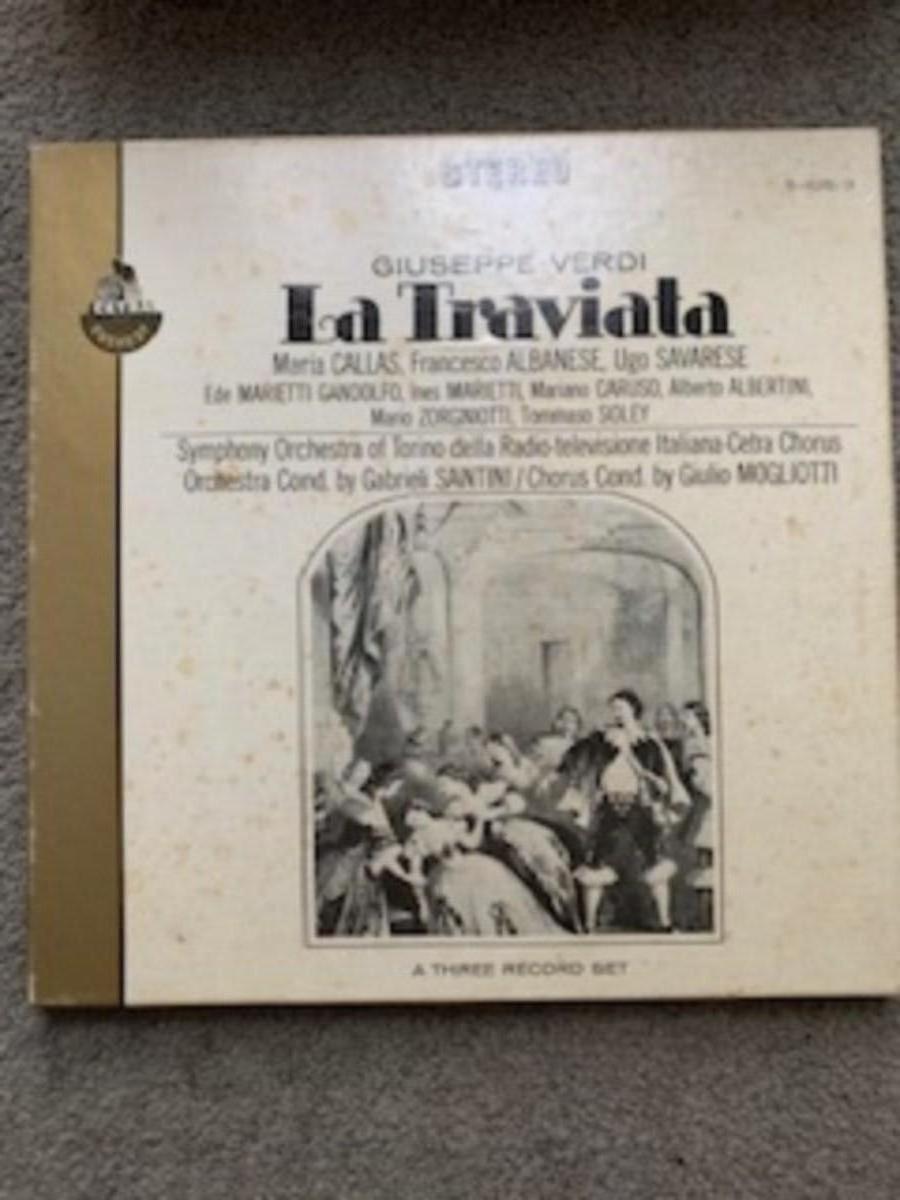 STEREO
GIUSEPPE VERDI
La Traviata
Maria CALLAS, Francesco ALBANESE, Ugo SAVARESE
Ede MARIETTI GANDOLFO, Ines MARIETTI, Mariano CARUSO, Alberto ALBERTINI,
Mario ZORGNIOTTI, Tommaso SOLEY
Symphony Orchestra of Torino della Radio-televisione Italiana-Cetra Chorus
Orchestra Cond. by Gabrieli SANTINI / Chorus Cond. by Giulio MOGLIOTTI
A THREE RECORD SET